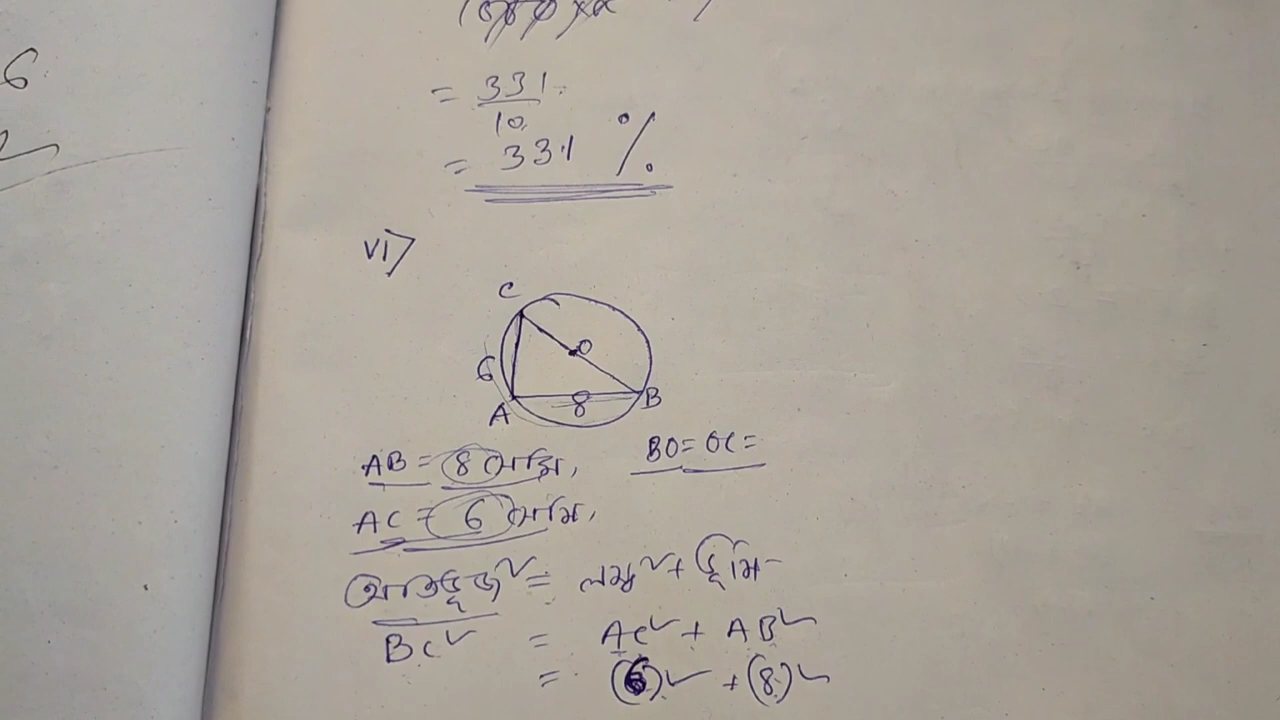 6
= 331
10
= 33.1 %
VI>
C
O
6
A
8
B
AB = 8 সেমি, BO = OC =
AC = 6 সেমি,
অতিভূজ² = লম্ব² + ভূমি
BC² = AC² + AB²
= (6)² + (8)²